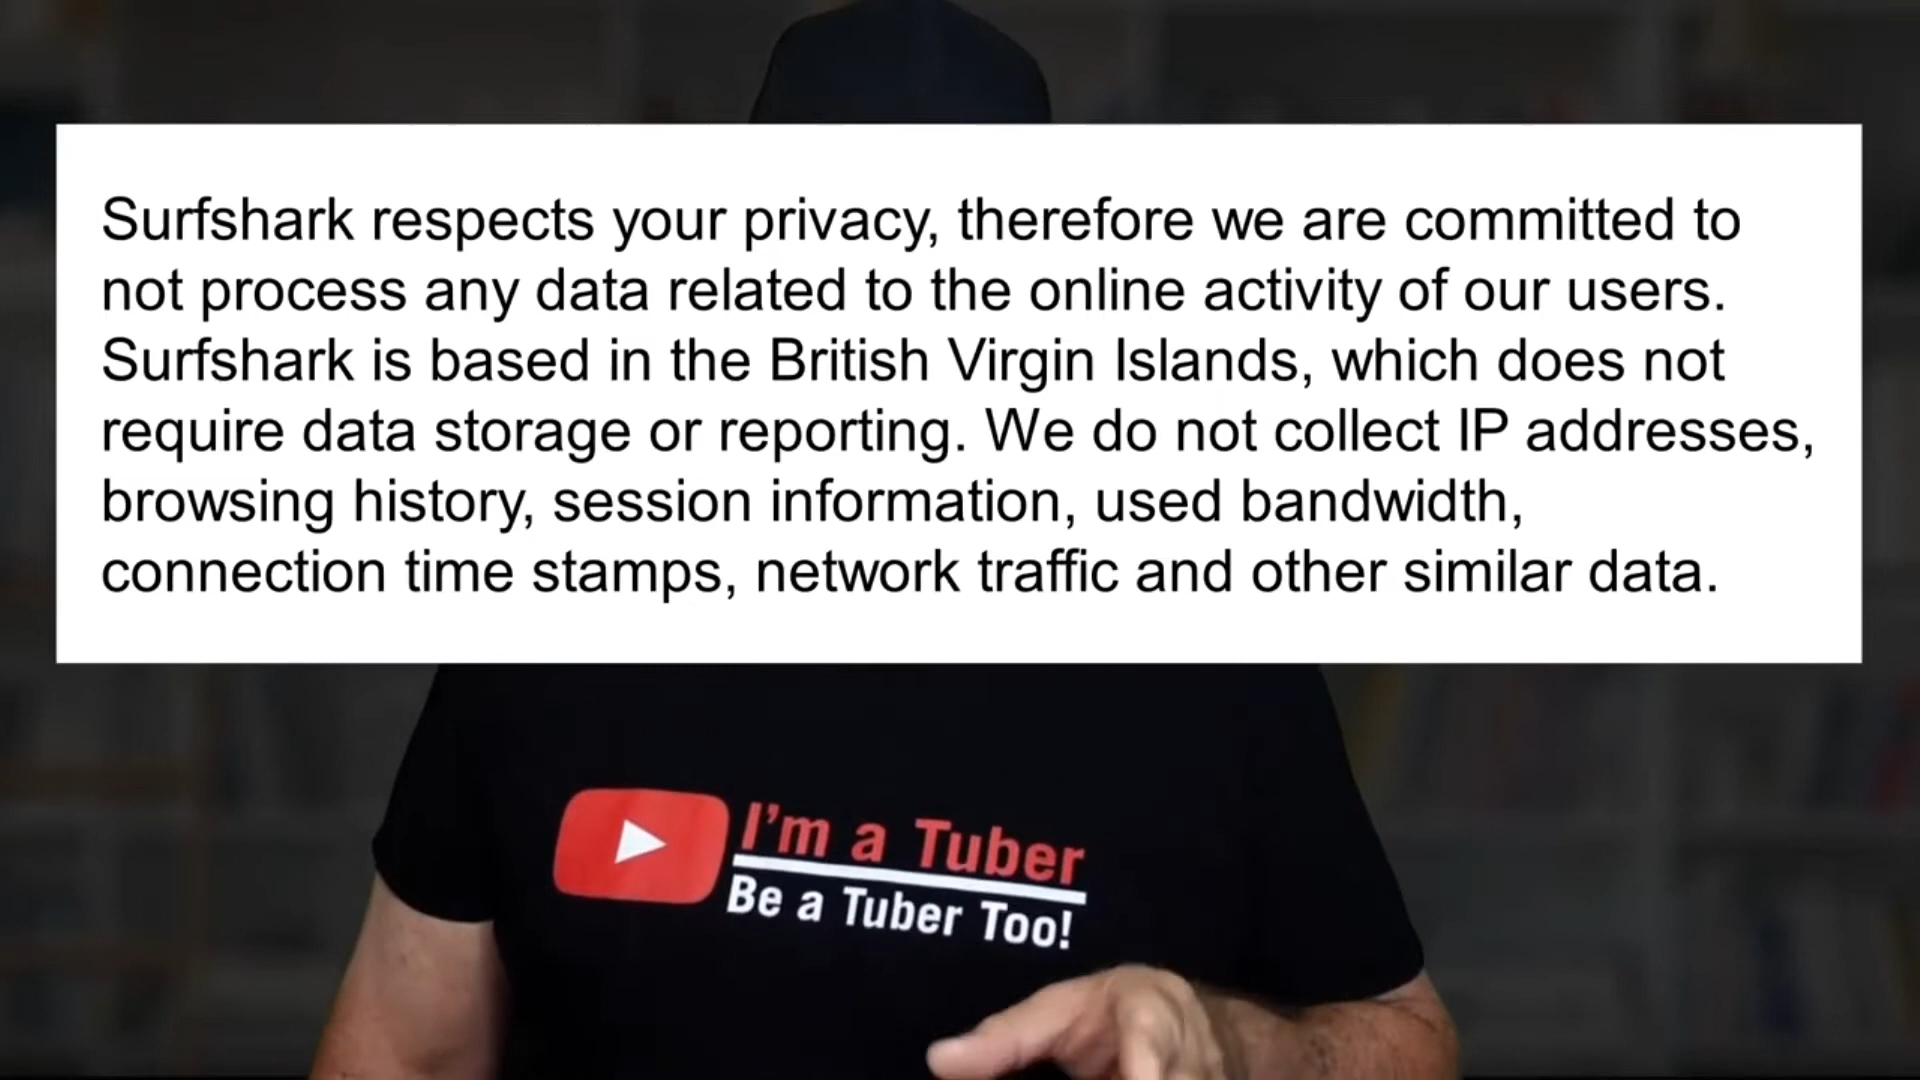 Surfshark respects your privacy, therefore we are committed to
not process any data related to the online activity of our users.
Surfshark is based in the British Virgin Islands, which does not
require data storage or reporting. We do not collect IP addresses,
browsing history, session information, used bandwidth,
connection time stamps, network traffic and other similar data.
I'm a Tuber
Be a Tuber Too!